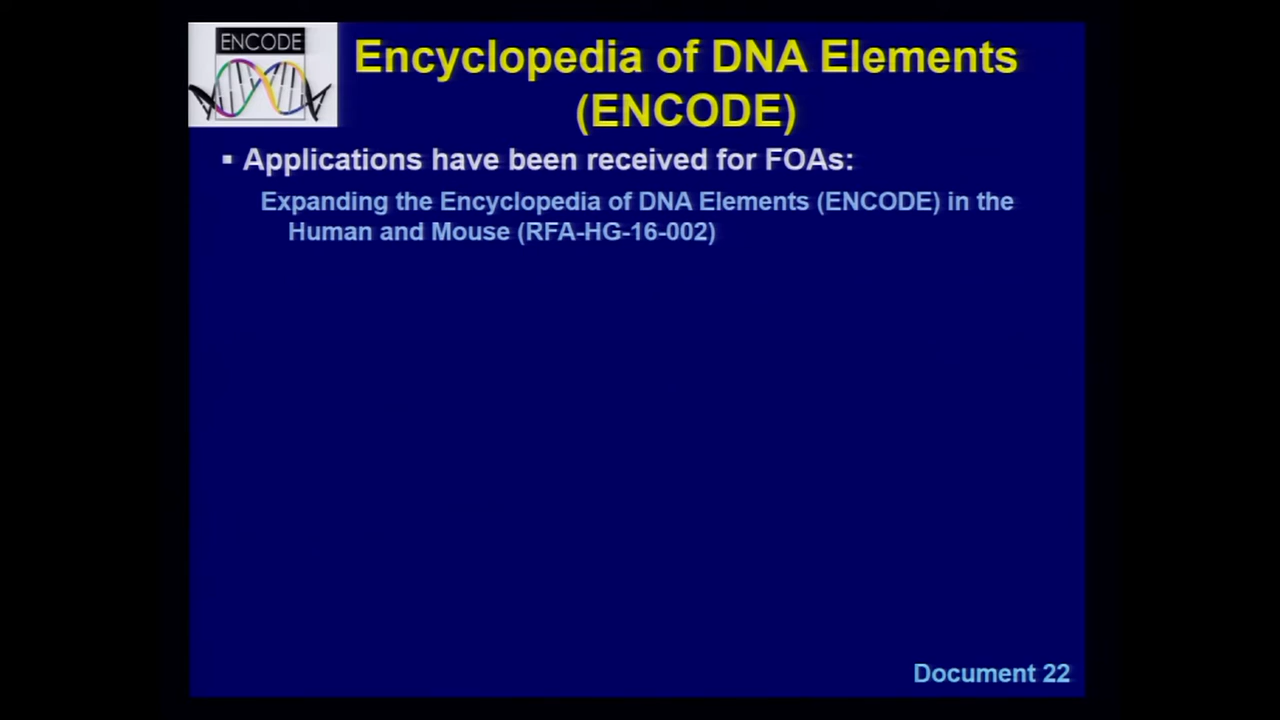 ENCODE
Encyclopedia of DNA Elements
(ENCODE)
▪ Applications have been received for FOAs:
Expanding the Encyclopedia of DNA Elements (ENCODE) in the
Human and Mouse (RFA-HG-16-002)
Document 22